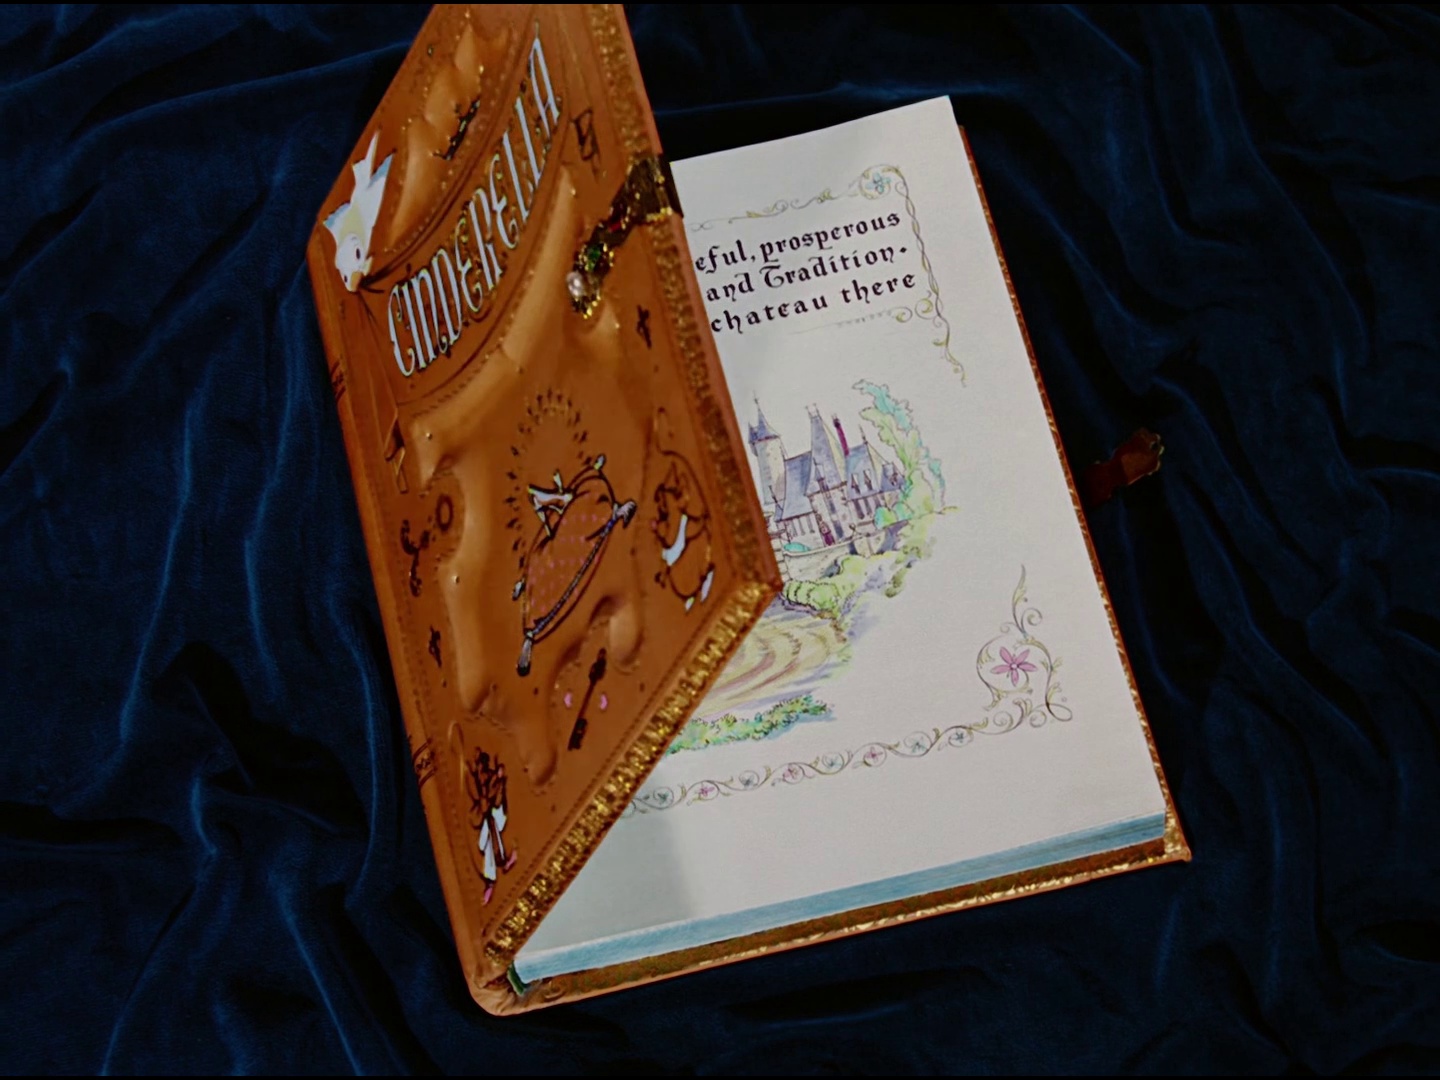 CINDERELLA
eful, prosperous
and Tradition.
chateau there